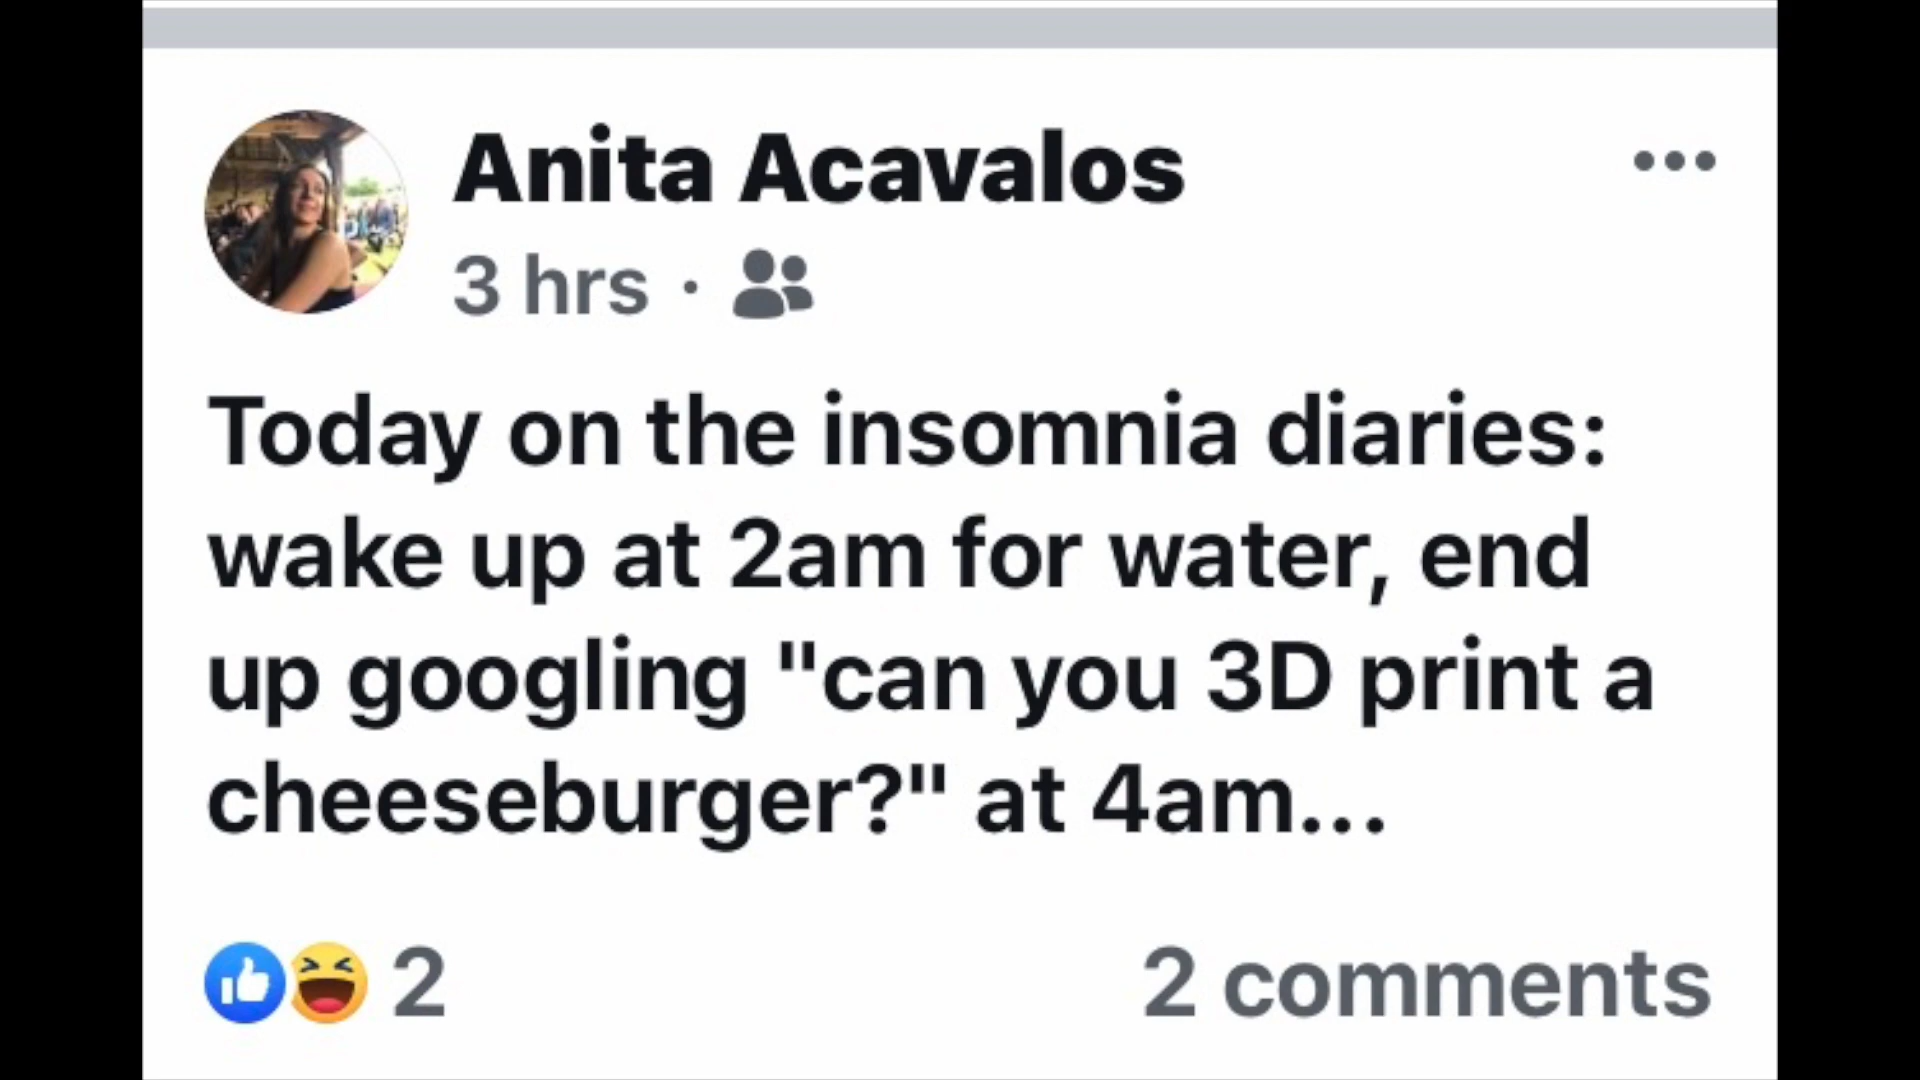 Anita Acavalos
3 hrs ·
Today on the insomnia diaries:
wake up at 2am for water, end
up googling "can you 3D print a
cheeseburger?" at 4am...
2
2 comments